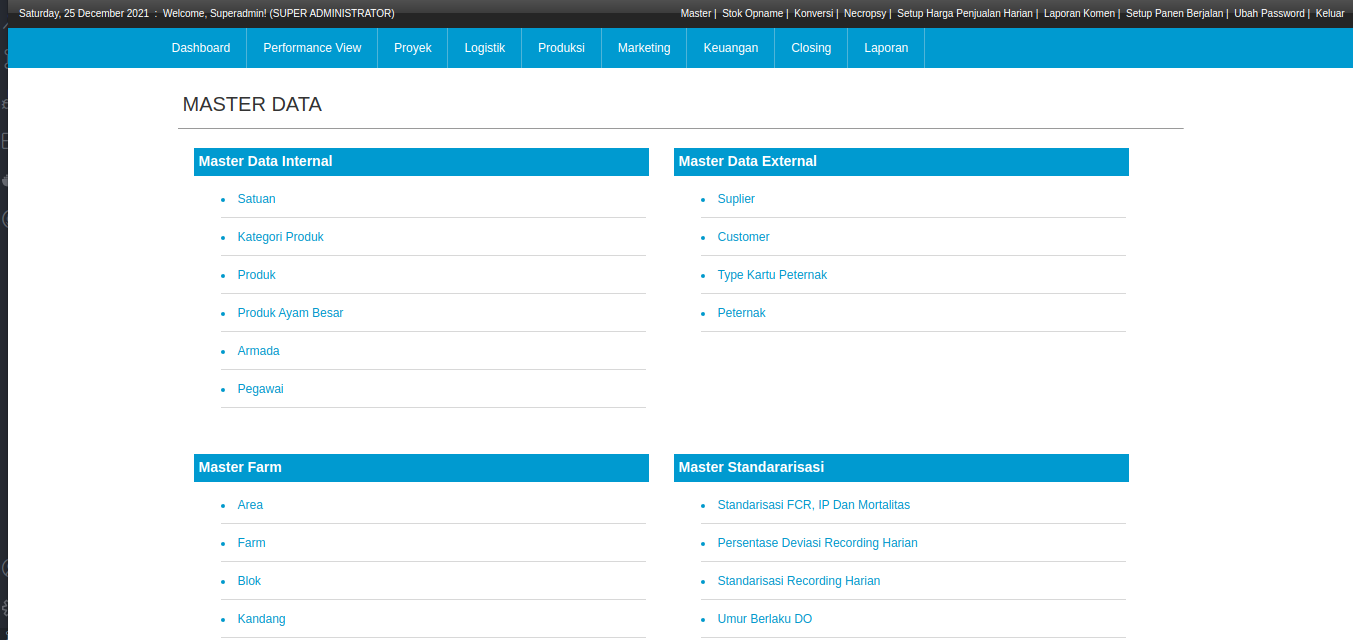 Saturday, 25 December 2021 : Welcome, Superadmin! (SUPER ADMINISTRATOR)
Master | Stok Opname | Konversi | Necropsy | Setup Harga Penjualan Harian | Laporan Komen | Setup Panen Berjalan | Ubah Password | Keluar
Dashboard Performance View Proyek Logistik Produksi Marketing Keuangan Closing Laporan
MASTER DATA
Master Data Internal
Satuan
Kategori Produk
Produk
Produk Ayam Besar
Armada
Pegawai
Master Data External
Suplier
Customer
Type Kartu Peternak
Peternak
Master Farm
Area
Farm
Blok
Kandang
Master Standararisasi
Standarisasi FCR, IP Dan Mortalitas
Persentase Deviasi Recording Harian
Standarisasi Recording Harian
Umur Berlaku DO